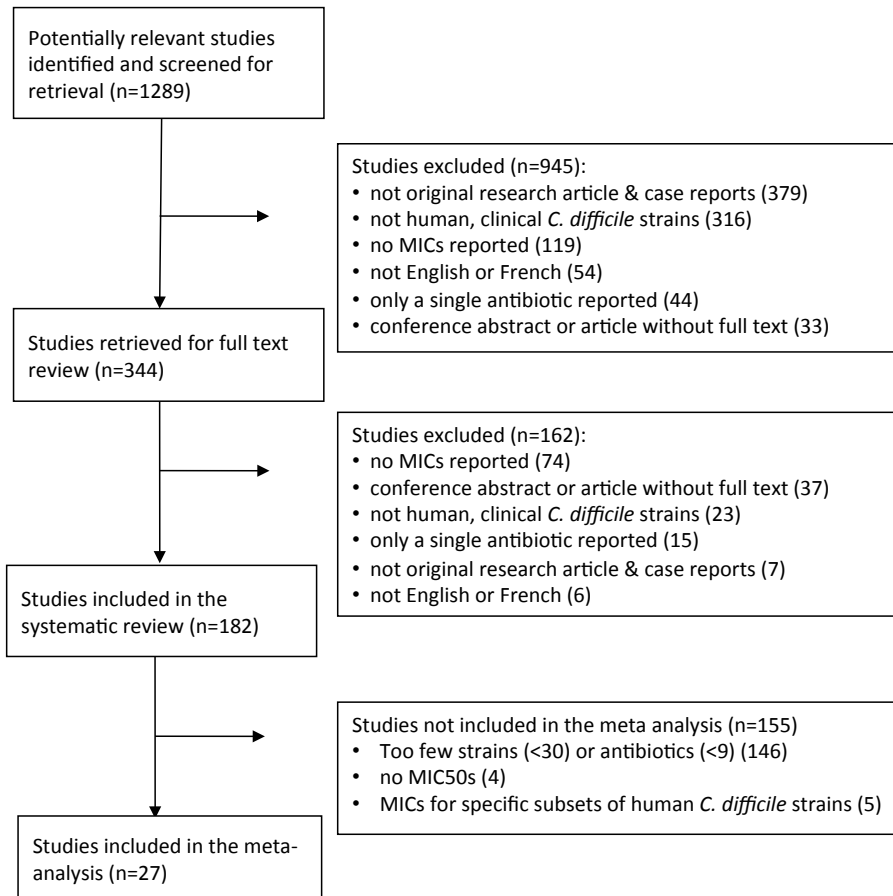 Potentially relevant studies
identified and screened for
retrieval (n=1289)
Studies excluded (n=945):
• not original research article & case reports (379)
• not human, clinical C. difficile strains (316)
• no MICs reported (119)
• not English or French (54)
• only a single antibiotic reported (44)
• conference abstract or article without full text (33)
Studies retrieved for full text
review (n=344)
Studies excluded (n=162):
• no MICs reported (74)
• conference abstract or article without full text (37)
• not human, clinical C. difficile strains (23)
• only a single antibiotic reported (15)
• not original research article & case reports (7)
• not English or French (6)
Studies included in the
systematic review (n=182)
Studies not included in the meta analysis (n=155)
• Too few strains (<30) or antibiotics (<9) (146)
• no MIC50s (4)
• MICs for specific subsets of human C. difficile strains (5)
Studies included in the meta-
analysis (n=27)